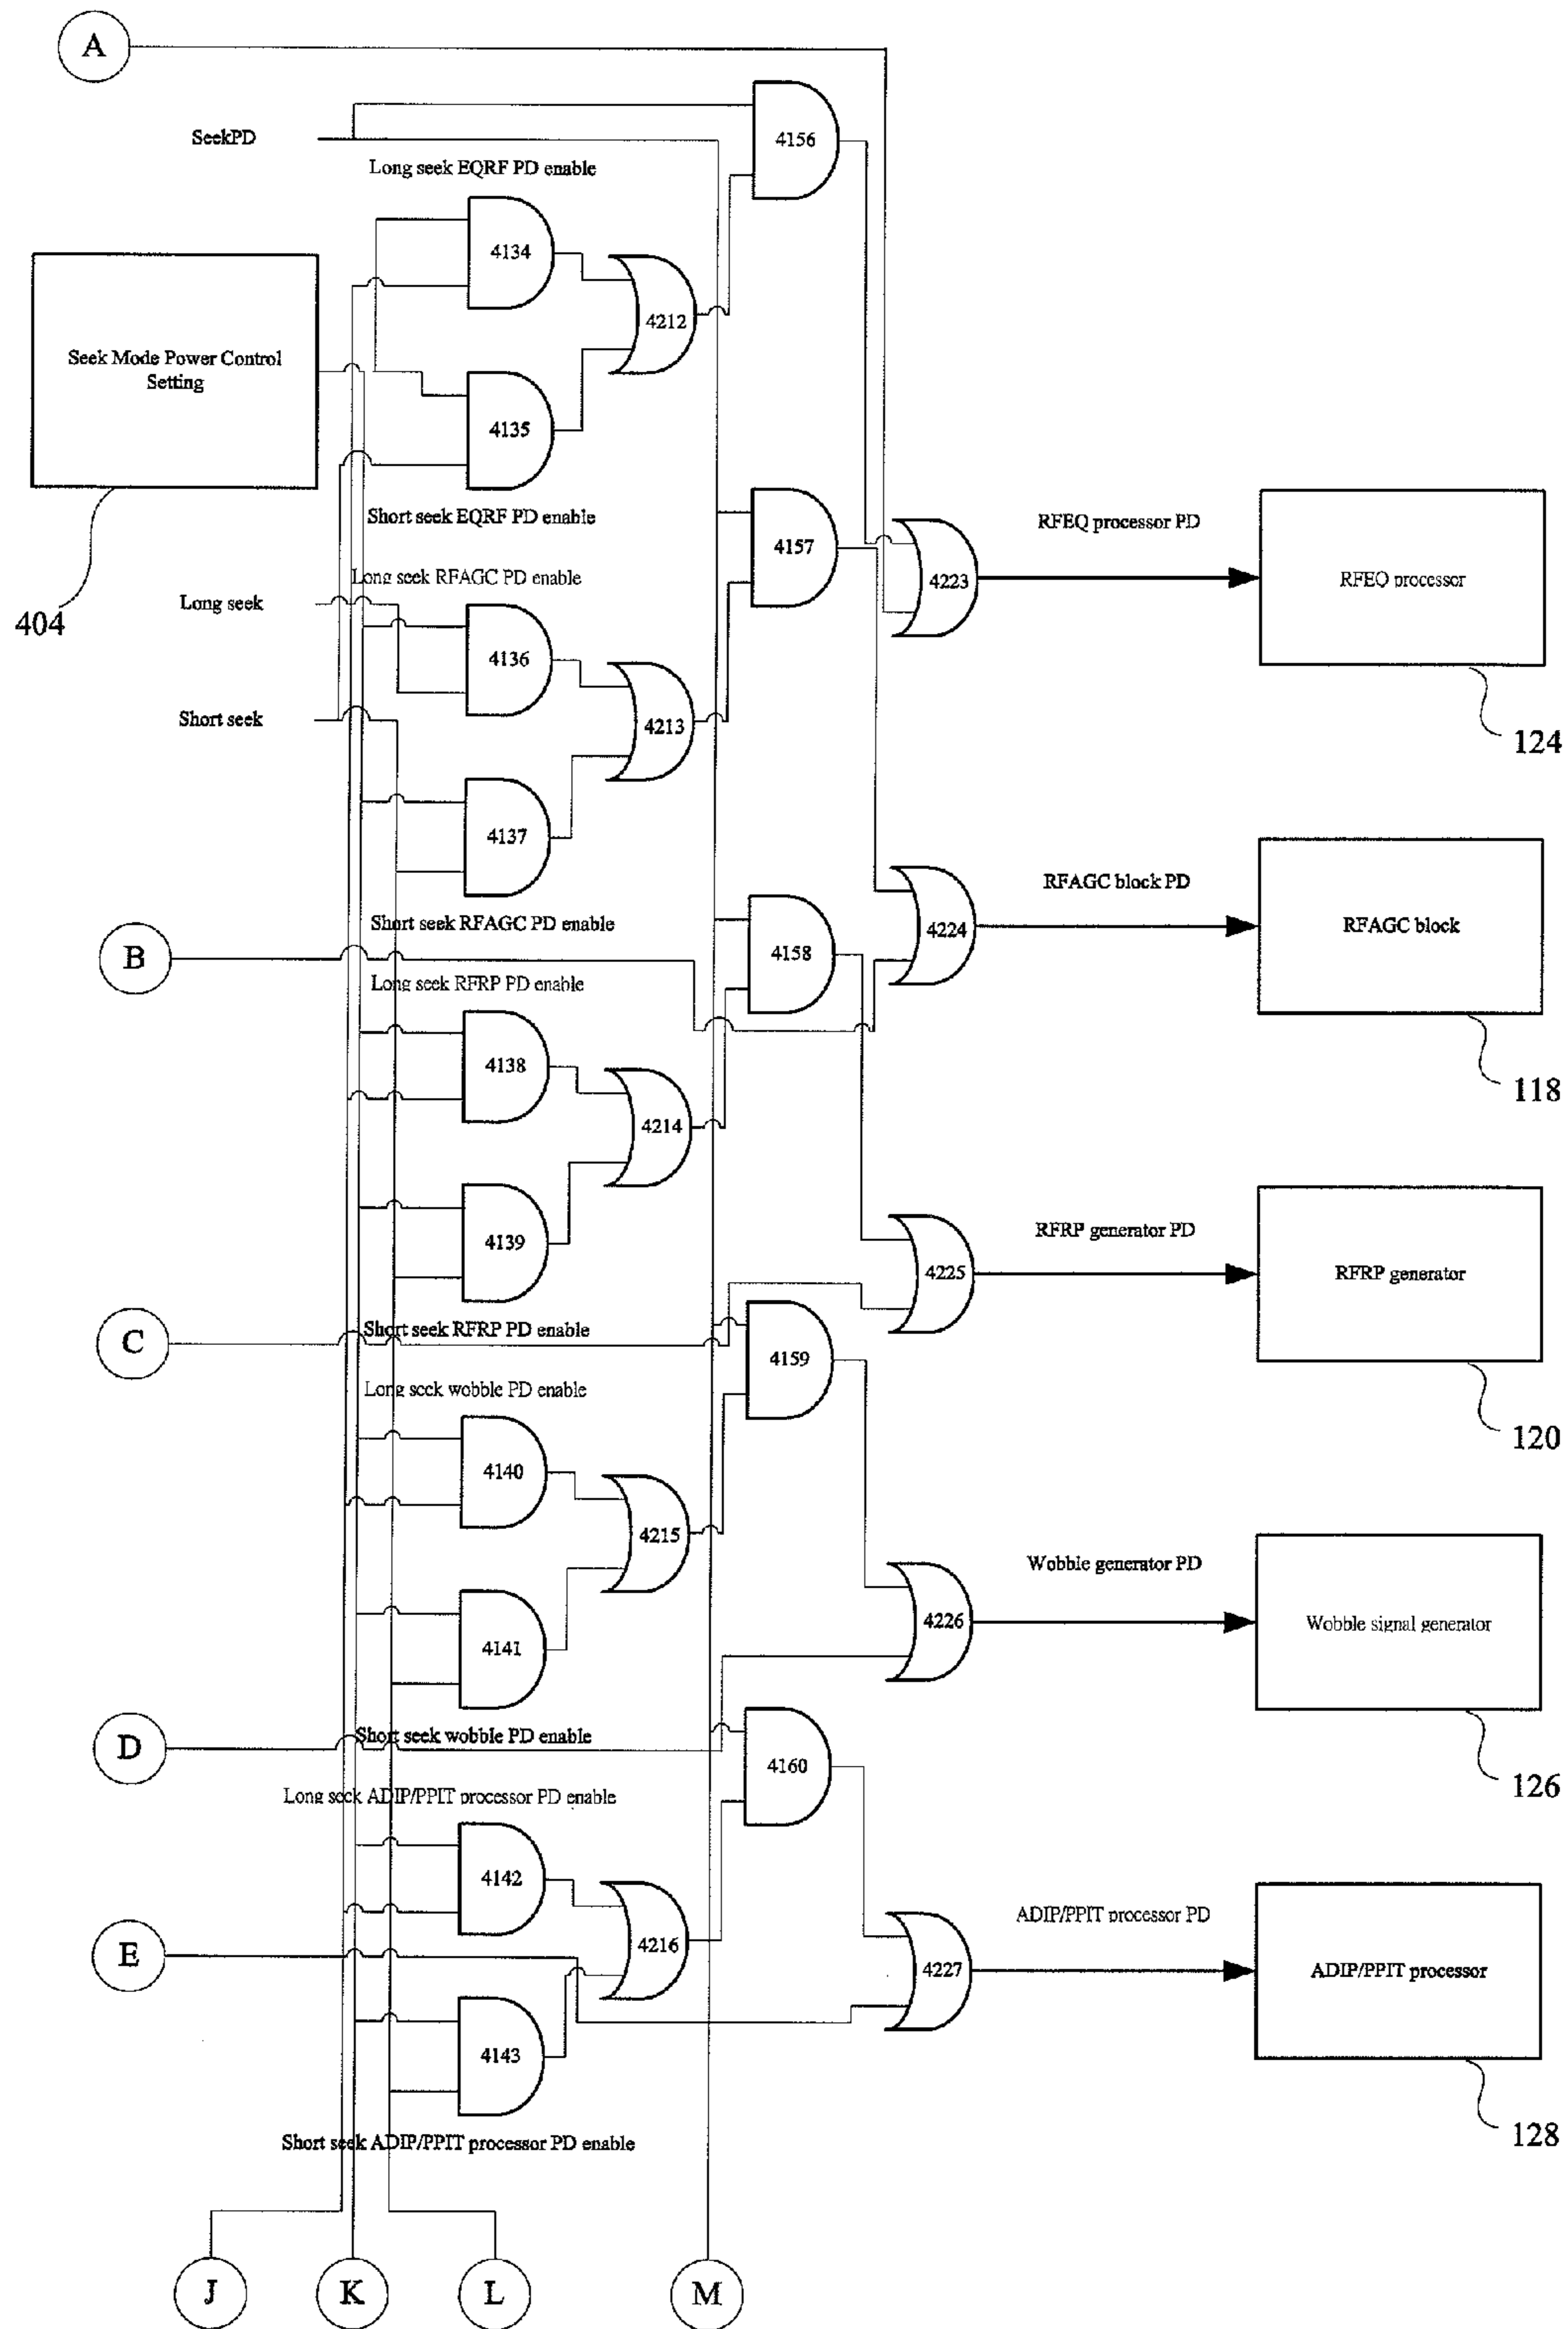 A
SeekPD
Long seek EQRF PD enable
4156
4134
4212
Seek Mode Power Control
Setting
4135
404
Short seek EQRF PD enable
4157
RFEQ processor PD
4223
RFEQ processor
124
Long seek RFAGC PD enable
Long seek
4136
4213
Short seek
4137
RFAGC block PD
4224
RFAGC block
118
Short seek RFAGC PD enable
B
4158
Long seek RFRP PD enable
4138
4214
4139
RFRP generator PD
4225
RFRP generator
120
C
Short seek RFRP PD enable
4159
Long seek wobble PD enable
4140
4215
4141
Wobble generator PD
4226
Wobble signal generator
126
D
Short seek wobble PD enable
4160
Long seek ADIP/PPIT processor PD enable
4142
4216
E
ADIP/PPIT processor PD
4227
ADIP/PPIT processor
128
4143
Short seek ADIP/PPIT processor PD enable
J
K
L
M